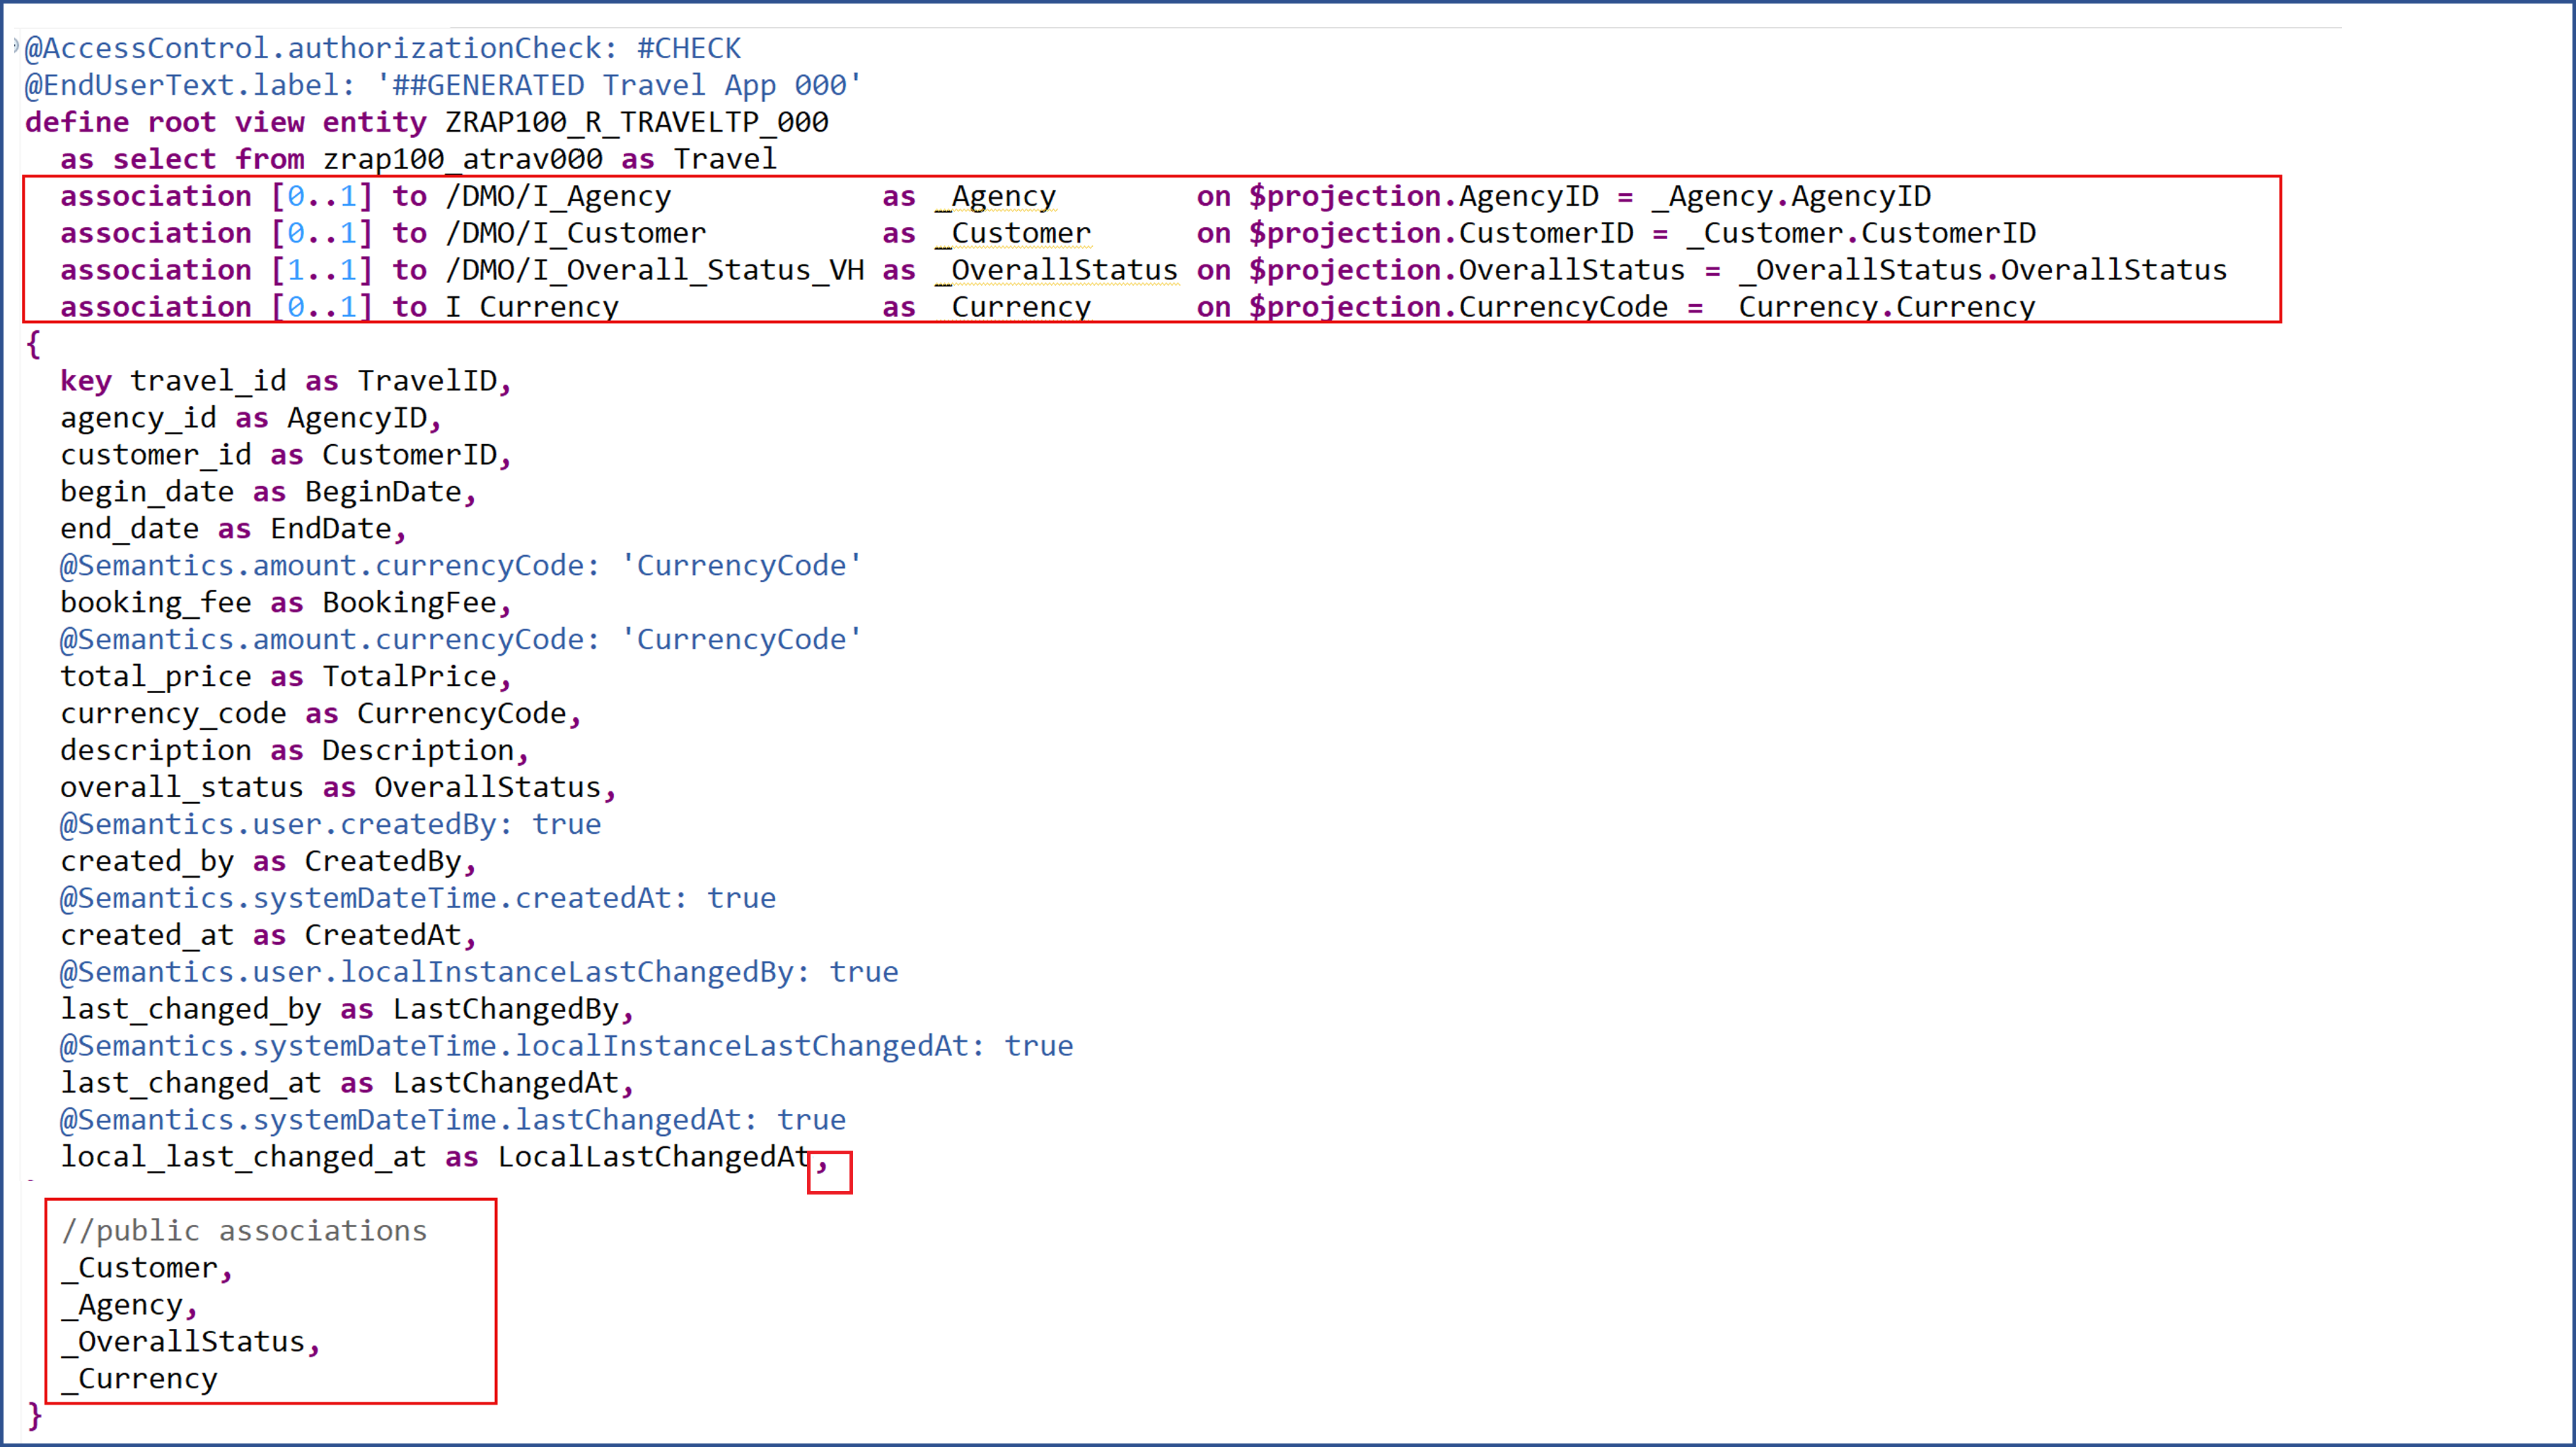 @AccessControl.authorizationCheck: #CHECK
@EndUserText.label: '##GENERATED Travel App 000'
define root view entity ZRAP100_R_TRAVELTP_000
as select from zrap100_atrav000 as Travel
association [0..1] to /DMO/I_Agency as _Agency on $projection.AgencyID = _Agency.AgencyID
association [0..1] to /DMO/I_Customer as _Customer on $projection.CustomerID = _Customer.CustomerID
association [1..1] to /DMO/I_Overall_Status_VH as _OverallStatus on $projection.OverallStatus = _OverallStatus.OverallStatus
association [0..1] to I Currency as Currency on $projection.CurrencyCode = Currency.Currency
{
key travel_id as TravelID,
agency_id as AgencyID,
customer_id as CustomerID,
begin_date as BeginDate,
end_date as EndDate,
@Semantics.amount.currencyCode: 'CurrencyCode'
booking_fee as BookingFee,
@Semantics.amount.currencyCode: 'CurrencyCode'
total_price as TotalPrice,
currency_code as CurrencyCode,
description as Description,
overall_status as OverallStatus,
@Semantics.user.createdBy: true
created_by as CreatedBy,
@Semantics.systemDateTime.createdAt: true
created_at as CreatedAt,
@Semantics.user.localInstanceLastChangedBy: true
last_changed_by as LastChangedBy,
@Semantics.systemDateTime.localInstanceLastChangedAt: true
last_changed_at as LastChangedAt,
@Semantics.systemDateTime.lastChangedAt: true
local_last_changed_at as LocalLastChangedAt,
//public associations
_Customer,
_Agency,
_OverallStatus,
_Currency
}